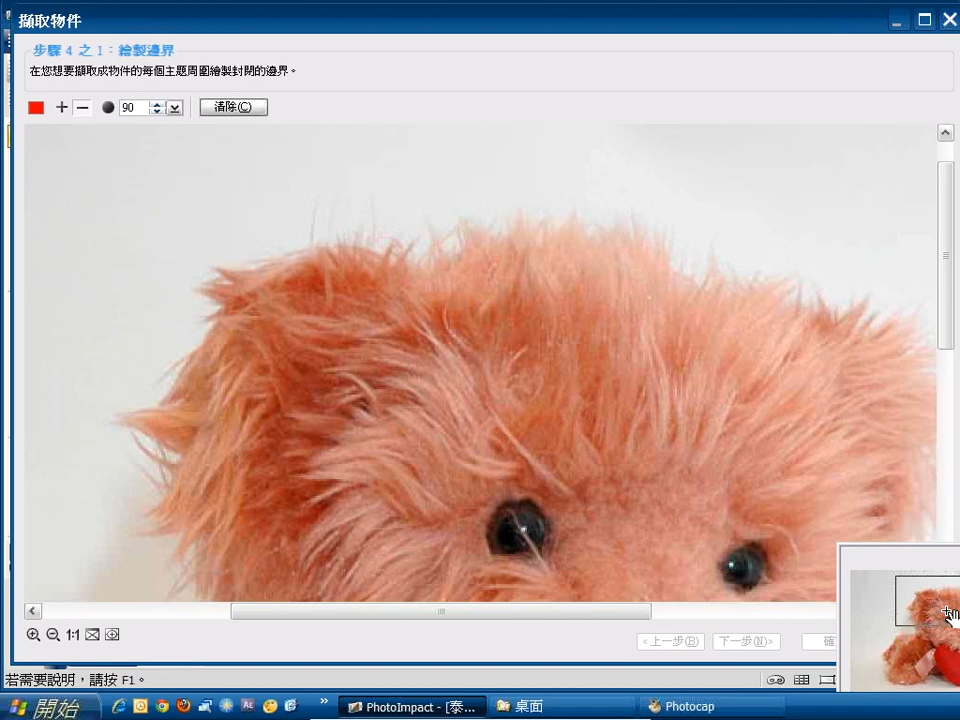 擷取物件
步驟 4 之 1：繪製邊界
在您想要擷取成物件的每個主題周圍繪製封閉的邊界。
90 清除(C)
1:1
<上一步(B) 下一步(N)> 確
若需要說明，請按 F1。
開始 PhotoImpact - [泰... 桌面 Photocap